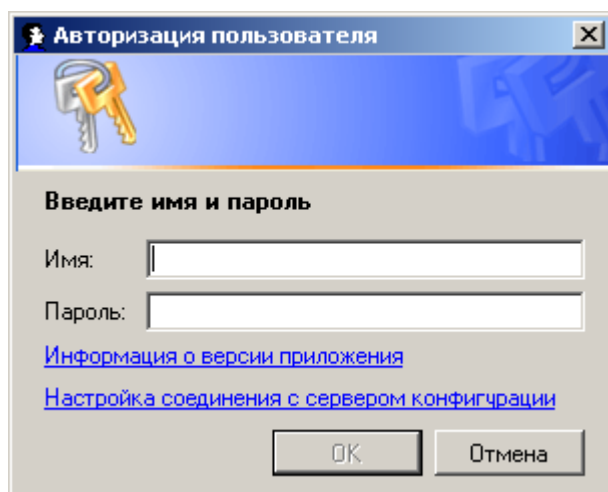 Авторизация пользователя
Введите имя и пароль
Имя:
Пароль:
Информация о версии приложения
Настройка соединения с сервером конфигурации
OK
Отмена